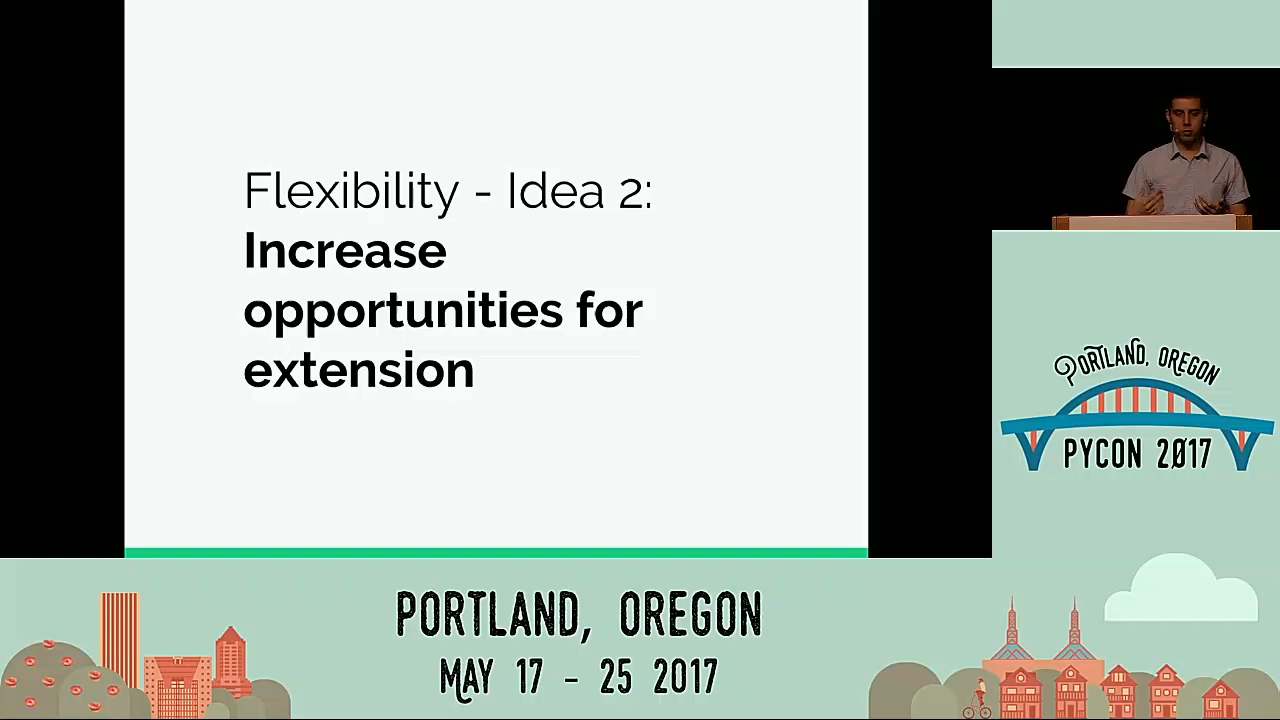 Flexibility - Idea 2:
Increase
opportunities for
extension
PORTLAND, OREGON
PYCON 2017
PORTLAND, OREGON
MAY 17 - 25 2017